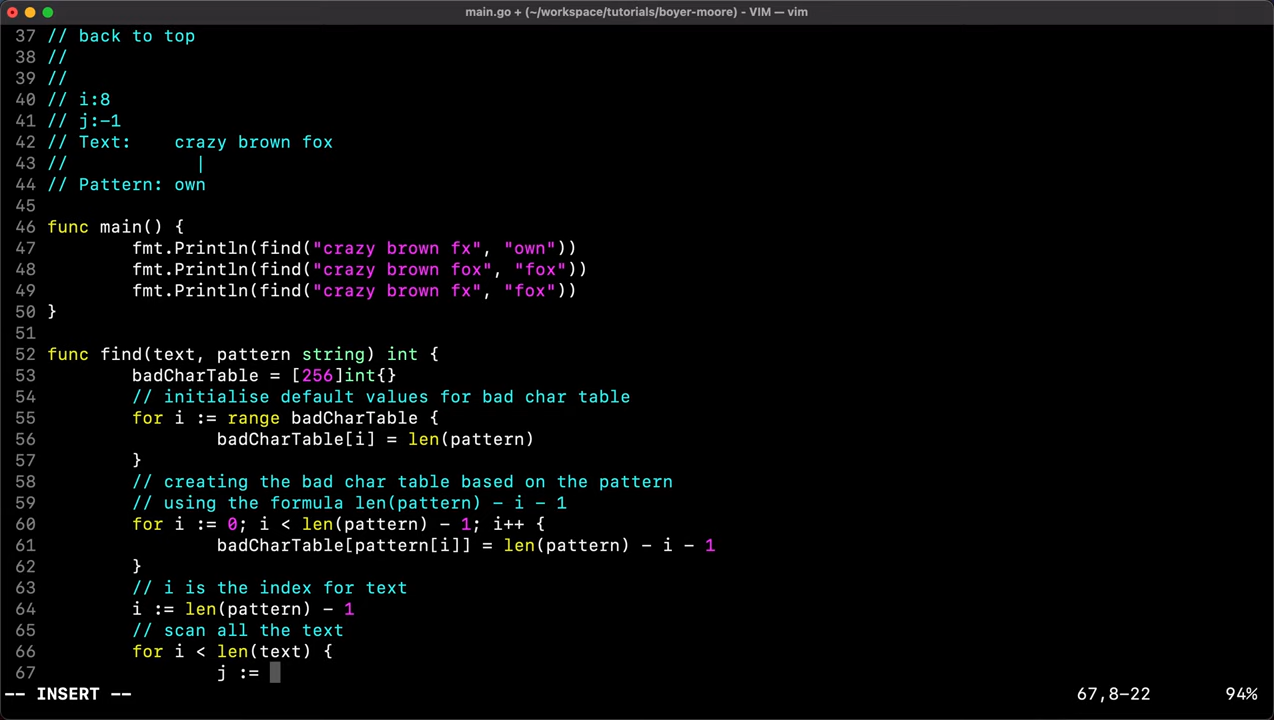 main.go + (~/workspace/tutorials/boyer-moore) - VIM — vim
37 // back to top
38 //
39 //
40 // i:8
41 // j:-1
42 // Text:    crazy brown fox
43 //            |
44 // Pattern: own
45
46 func main() {
47         fmt.Println(find("crazy brown fx", "own"))
48         fmt.Println(find("crazy brown fox", "fox"))
49         fmt.Println(find("crazy brown fx", "fox"))
50 }
51
52 func find(text, pattern string) int {
53         badCharTable = [256]int{}
54         // initialise default values for bad char table
55         for i := range badCharTable {
56                 badCharTable[i] = len(pattern)
57         }
58         // creating the bad char table based on the pattern
59         // using the formula len(pattern) - i - 1
60         for i := 0; i < len(pattern) - 1; i++ {
61                 badCharTable[pattern[i]] = len(pattern) - i - 1
62         }
63         // i is the index for text
64         i := len(pattern) - 1
65         // scan all the text
66         for i < len(text) {
67                 j :=
-- INSERT -- 67,8-22 94%